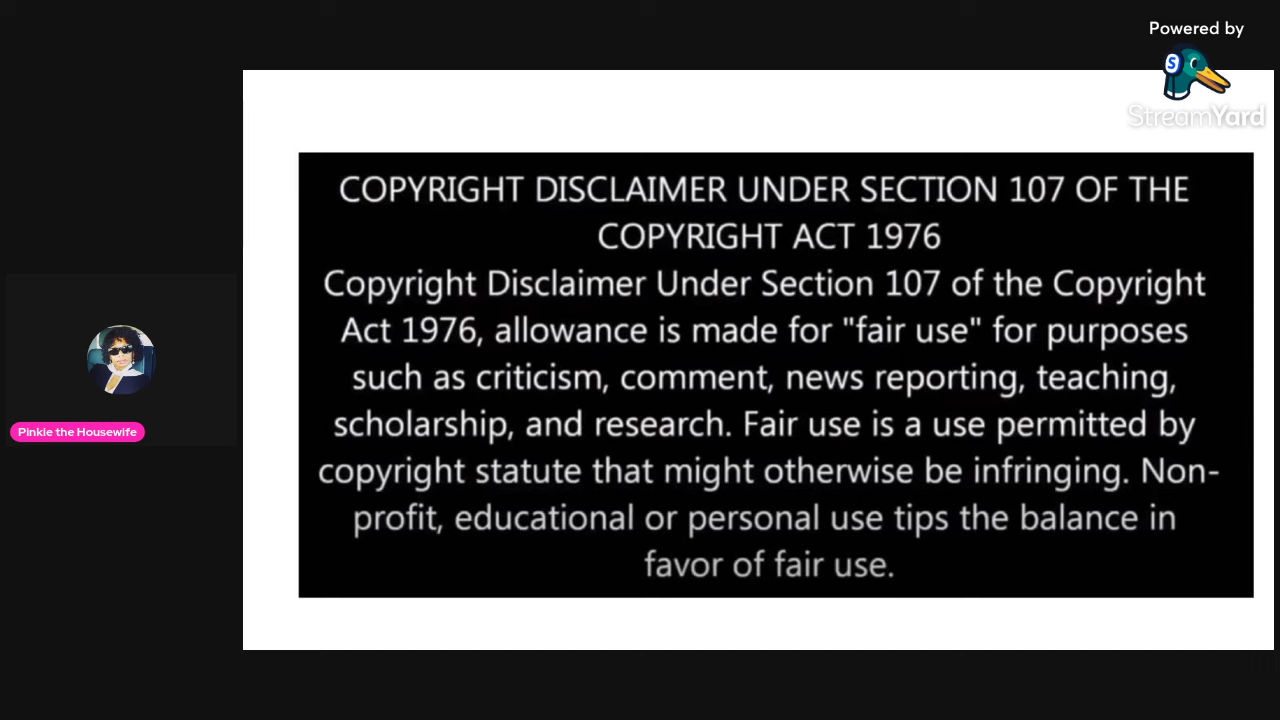 Powered by
StreamYard
COPYRIGHT DISCLAIMER UNDER SECTION 107 OF THE
COPYRIGHT ACT 1976
Copyright Disclaimer Under Section 107 of the Copyright
Act 1976, allowance is made for "fair use" for purposes
such as criticism, comment, news reporting, teaching,
scholarship, and research. Fair use is a use permitted by
copyright statute that might otherwise be infringing. Non-
profit, educational or personal use tips the balance in
favor of fair use.
Pinkie the Housewife